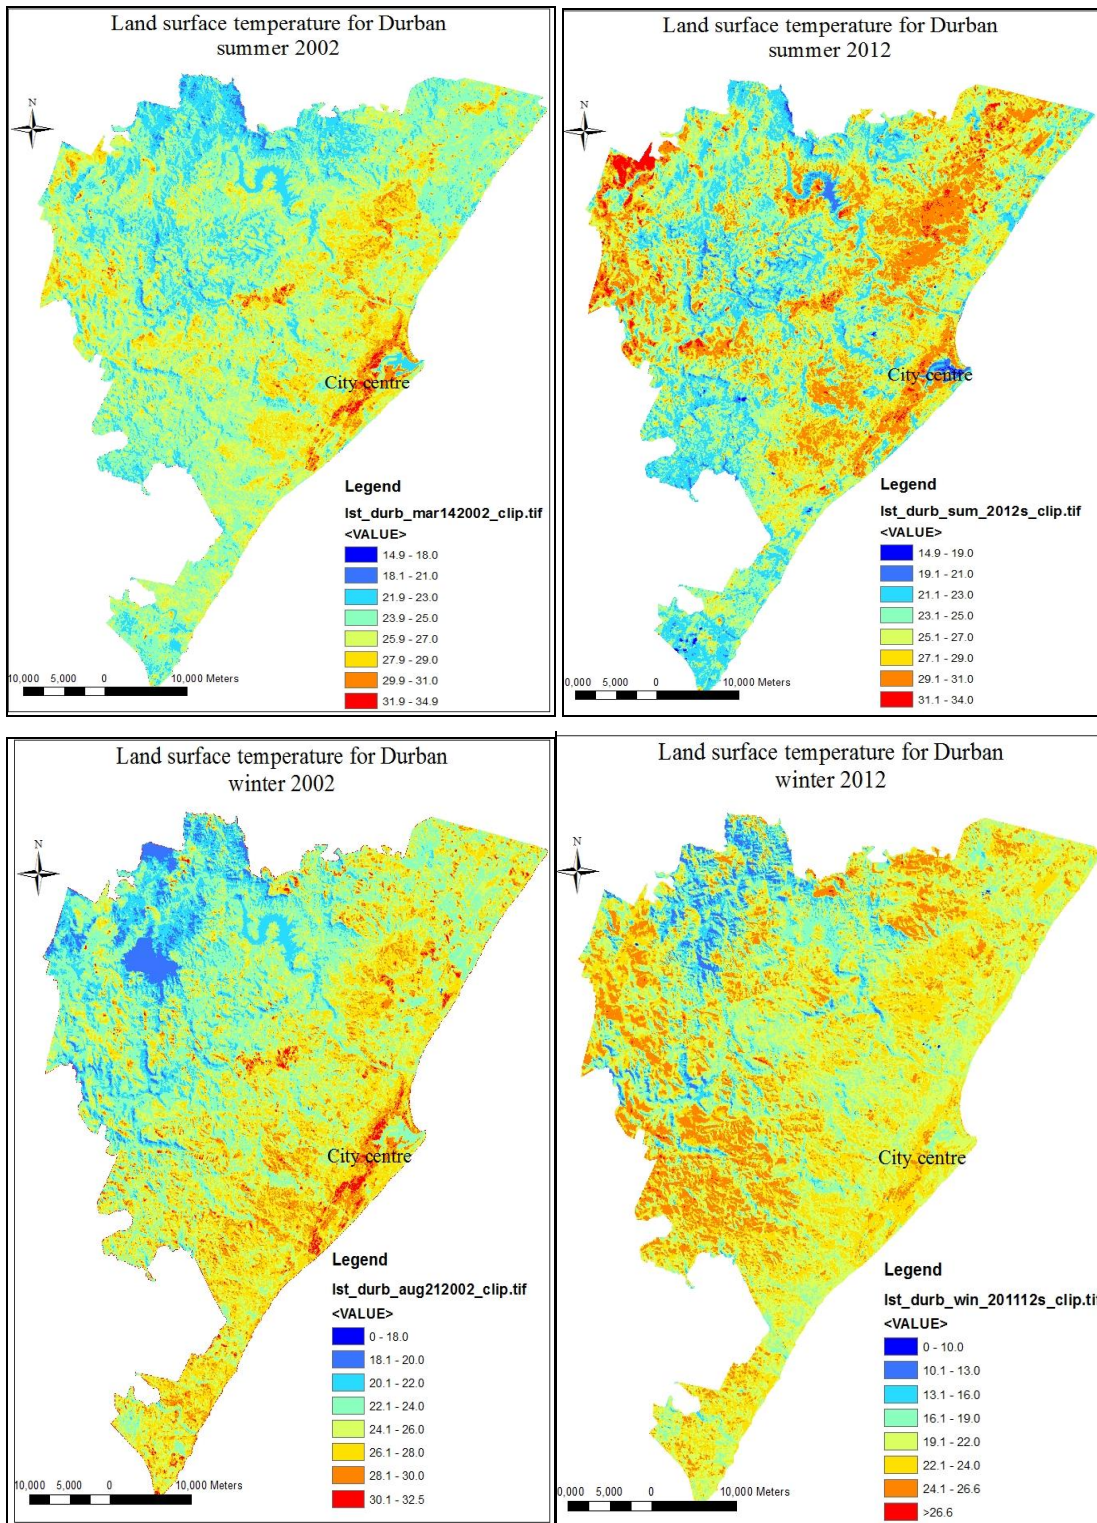 Land surface temperature for Durban
summer 2002
N
City centre
Legend
lst_durb_mar142002_clip.tif
<VALUE>
14.9 - 18.0
18.1 - 21.0
21.9 - 23.0
23.9 - 25.0
25.9 - 27.0
27.9 - 29.0
29.9 - 31.0
31.9 - 34.9
10,000 5,000 0 10,000 Meters
Land surface temperature for Durban
summer 2012
N
City centre
Legend
lst_durb_sum_2012s_clip.tif
<VALUE>
14.9 - 19.0
19.1 - 21.0
21.1 - 23.0
23.1 - 25.0
25.1 - 27.0
27.1 - 29.0
29.1 - 31.0
31.1 - 34.0
0,000 5,000 0 10,000 Meters
Land surface temperature for Durban
winter 2002
N
City centre
Legend
lst_durb_aug212002_clip.tif
<VALUE>
0 - 18.0
18.1 - 20.0
20.1 - 22.0
22.1 - 24.0
24.1 - 26.0
26.1 - 28.0
28.1 - 30.0
30.1 - 32.5
10,000 5,000 0 10,000 Meters
Land surface temperature for Durban
winter 2012
N
City centre
Legend
lst_durb_win_201112s_clip.tif
<VALUE>
0 - 10.0
10.1 - 13.0
13.1 - 16.0
16.1 - 19.0
19.1 - 22.0
22.1 - 24.0
24.1 - 26.6
>26.6
10,000 5,000 0 10,000 Meters